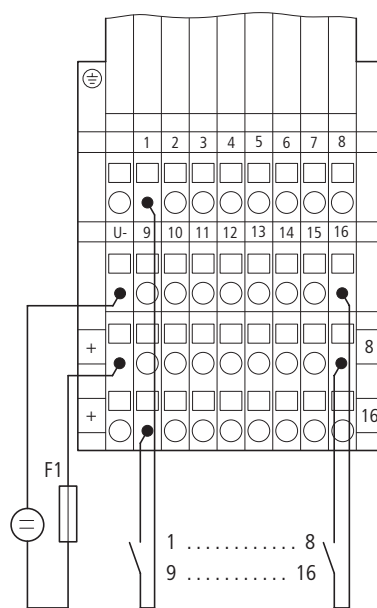 1 2 3 4 5 6 7 8
U- 9 10 11 12 13 14 15 16
+ 8
+ 16
F1
1 ............ 8
9 ........... 16